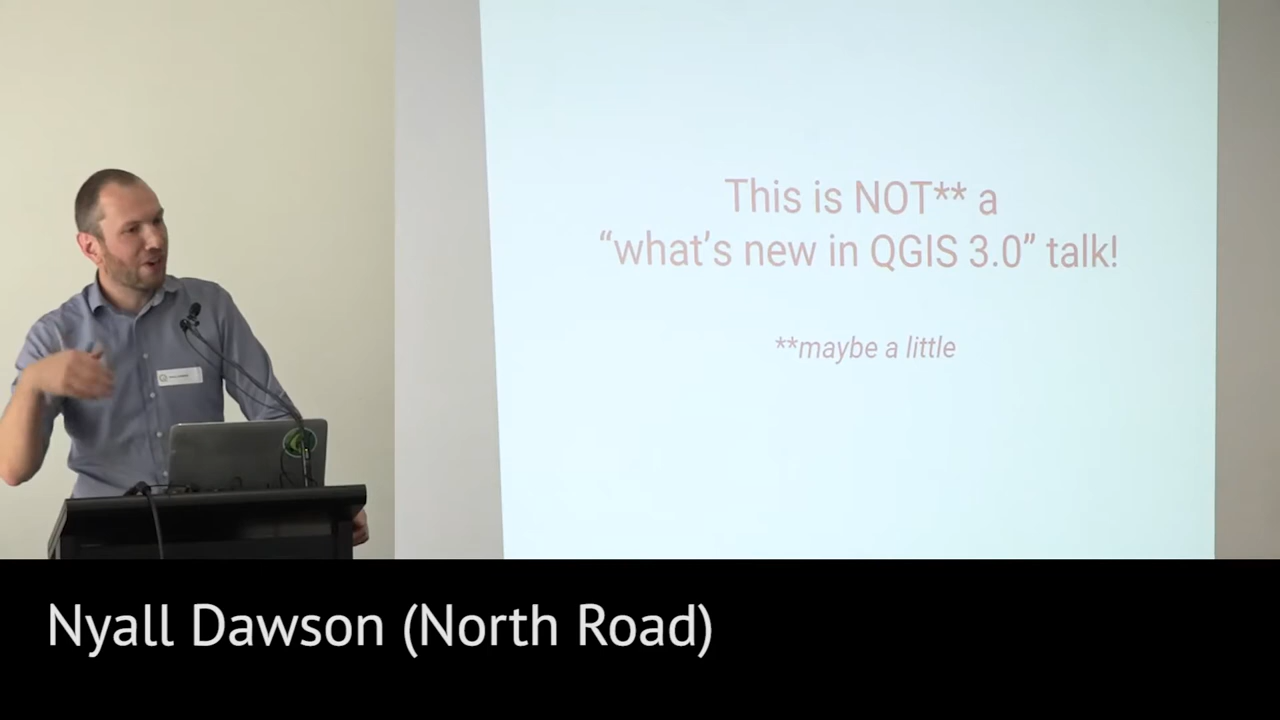 This is NOT** a
“what’s new in QGIS 3.0” talk!
**maybe a little
Nyall Dawson (North Road)